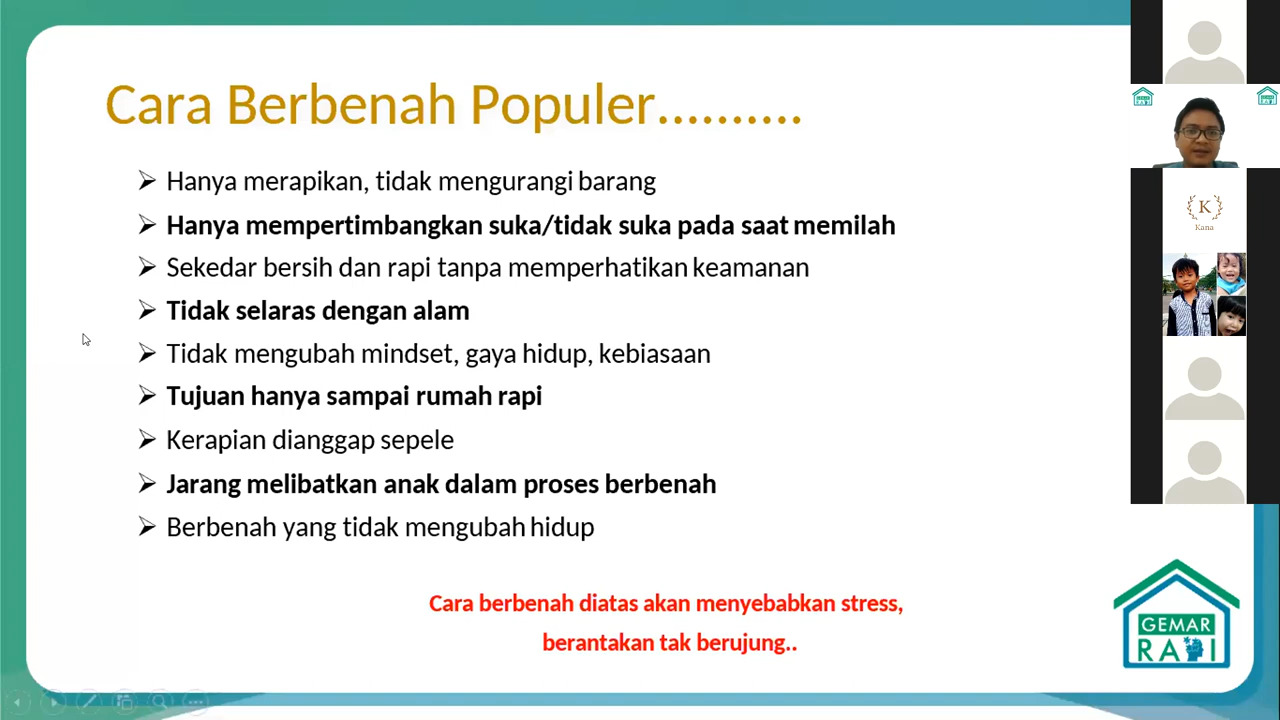 Cara Berbenah Populer..........
Hanya merapikan, tidak mengurangi barang
Hanya mempertimbangkan suka/tidak suka pada saat memilah
Sekedar bersih dan rapi tanpa memperhatikan keamanan
Tidak selaras dengan alam
Tidak mengubah mindset, gaya hidup, kebiasaan
Tujuan hanya sampai rumah rapi
Kerapian dianggap sepele
Jarang melibatkan anak dalam proses berbenah
Berbenah yang tidak mengubah hidup
Cara berbenah diatas akan menyebabkan stress,
berantakan tak berujung..
K
Kana
GEMAR
RAPI